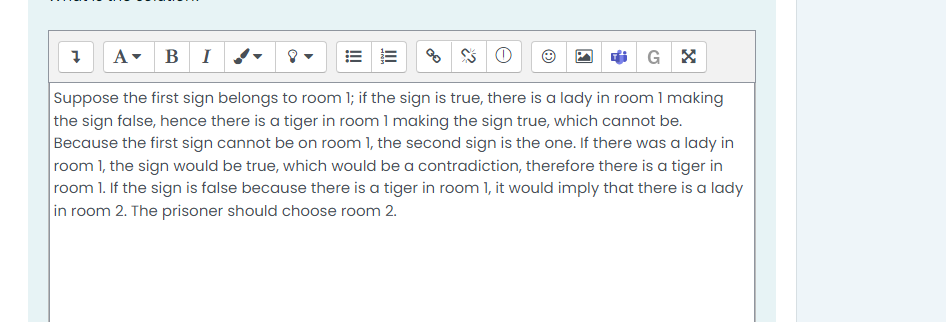 A B I G
Suppose the first sign belongs to room 1; if the sign is true, there is a lady in room 1 making
the sign false, hence there is a tiger in room 1 making the sign true, which cannot be.
Because the first sign cannot be on room 1, the second sign is the one. If there was a lady in
room 1, the sign would be true, which would be a contradiction, therefore there is a tiger in
room 1. If the sign is false because there is a tiger in room 1, it would imply that there is a lady
in room 2. The prisoner should choose room 2.